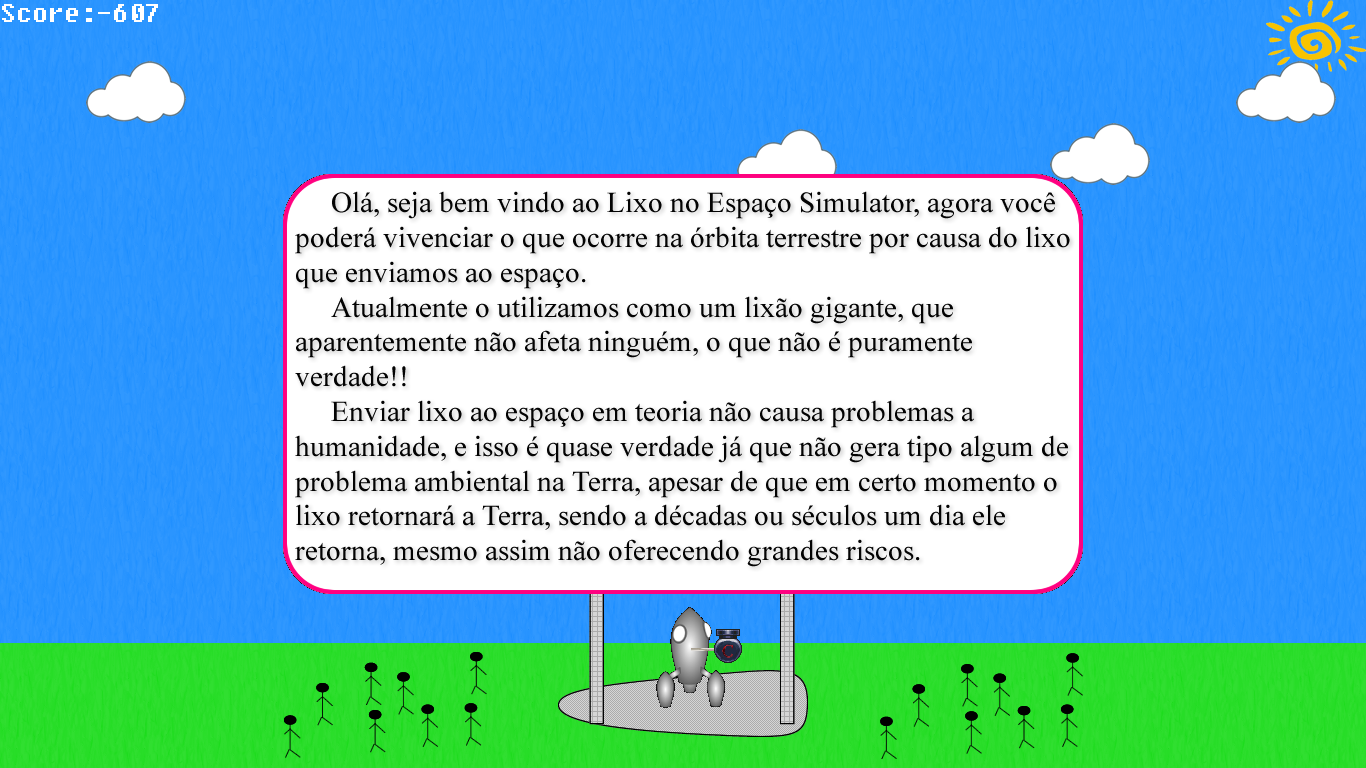 Score:-607
Olá, seja bem vindo ao Lixo no Espaço Simulator, agora você
poderá vivenciar o que ocorre na órbita terrestre por causa do lixo
que enviamos ao espaço.
Atualmente o utilizamos como um lixão gigante, que
aparentemente não afeta ninguém, o que não é puramente
verdade!!
Enviar lixo ao espaço em teoria não causa problemas a
humanidade, e isso é quase verdade já que não gera tipo algum de
problema ambiental na Terra, apesar de que em certo momento o
lixo retornará a Terra, sendo a décadas ou séculos um dia ele
retorna, mesmo assim não oferecendo grandes riscos.
C